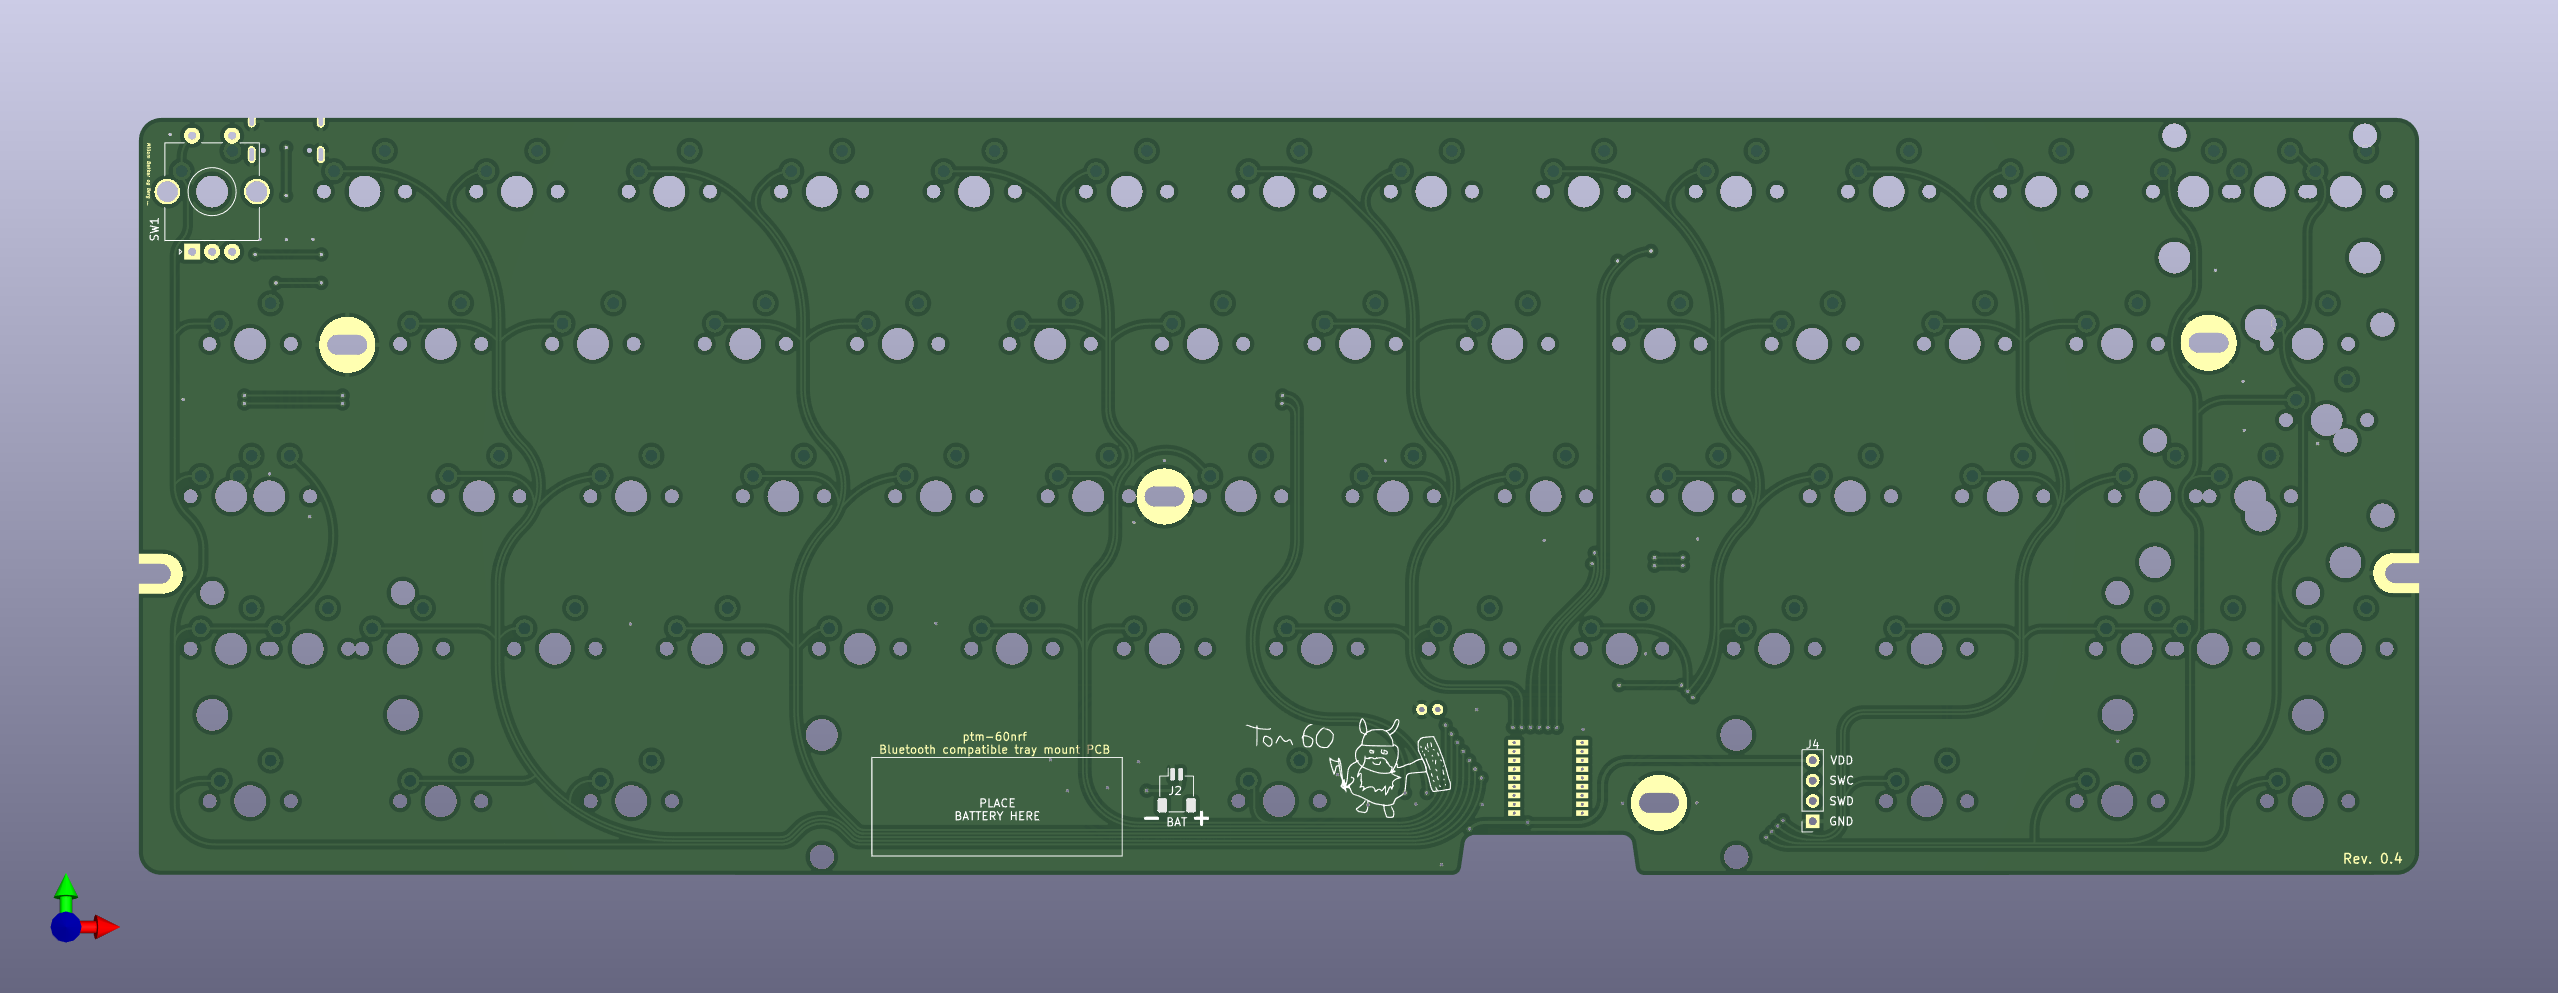 SW1
ptm-60nrf
Bluetooth compatible tray mount PCB
PLACE
BATTERY HERE
J2
BAT
− +
Tom 60
J4
VDD
SWC
SWD
GND
Rev. 0.4